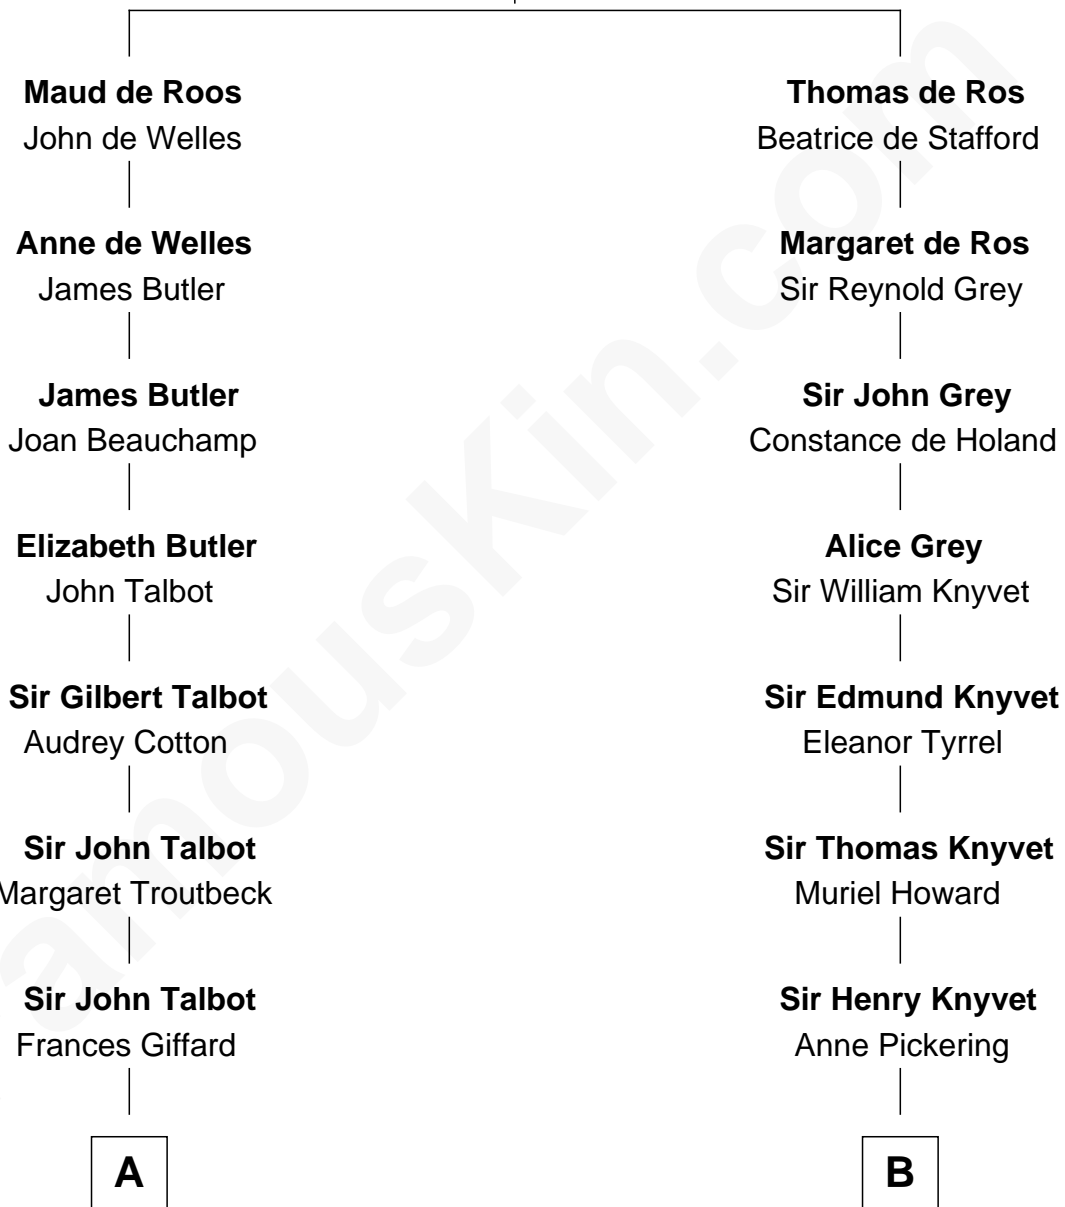 Maud de Roos
John de Welles
Thomas de Ros
Beatrice de Stafford
Anne de Welles
James Butler
Margaret de Ros
Sir Reynold Grey
James Butler
Joan Beauchamp
Sir John Grey
Constance de Holand
Elizabeth Butler
John Talbot
Alice Grey
Sir William Knyvet
Sir Gilbert Talbot
Audrey Cotton
Sir Edmund Knyvet
Eleanor Tyrrel
Sir John Talbot
Margaret Troutbeck
Sir Thomas Knyvet
Muriel Howard
Sir John Talbot
Frances Giffard
Sir Henry Knyvet
Anne Pickering
A
B
amouskin.com